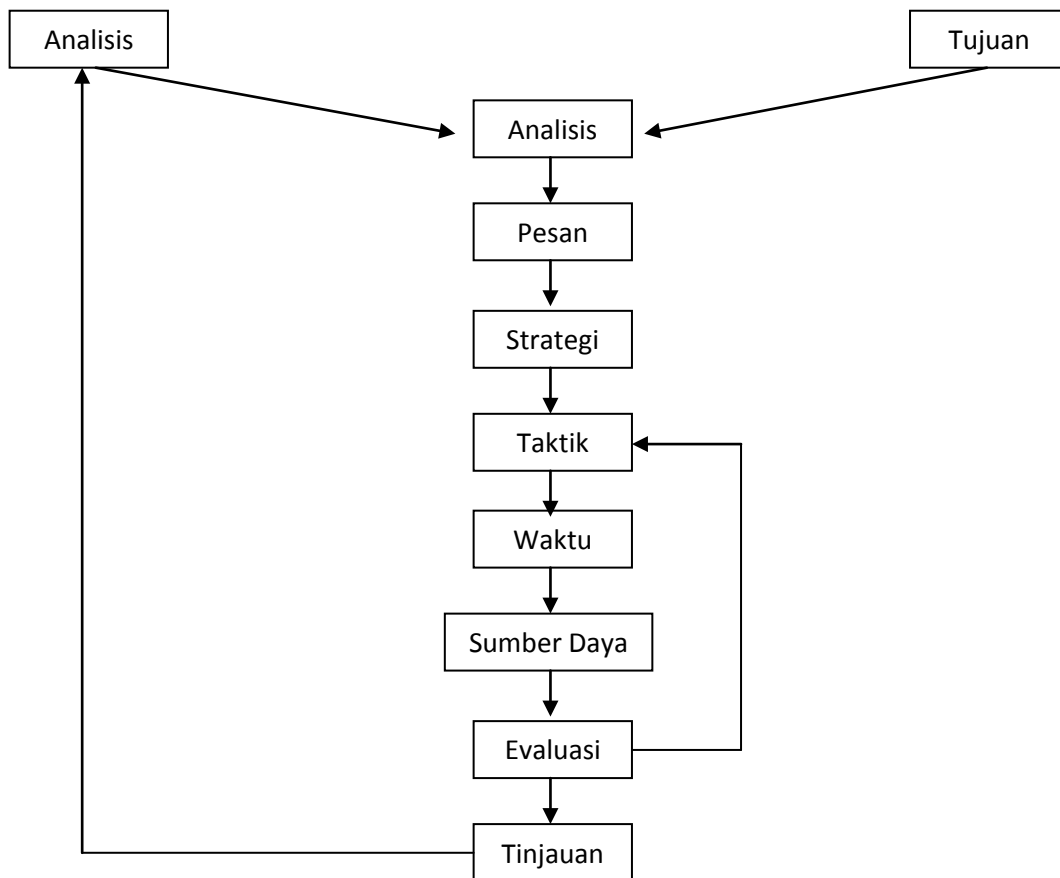 Analisis
Tujuan
Analisis
Pesan
Strategi
Taktik
Waktu
Sumber Daya
Evaluasi
Tinjauan